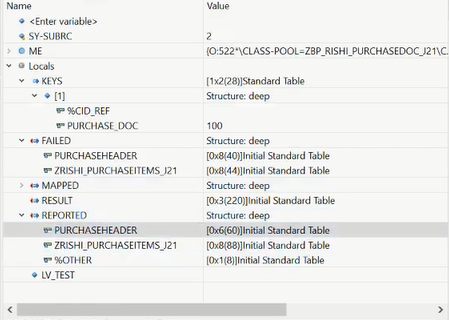 Name Value
<Enter variable>
SY-SUBRC 2
ME {O:522*\CLASS-POOL=ZBP_RISHI_PURCHASEDOC_J21\C
Locals
KEYS [1x2(28)]Standard Table
[1] Structure: deep
%CID_REF
PURCHASE_DOC 100
FAILED Structure: deep
PURCHASEHEADER [0x8(40)]Initial Standard Table
ZRISHI_PURCHASEITEMS_J21 [0x8(44)]Initial Standard Table
MAPPED Structure: deep
RESULT [0x3(220)]Initial Standard Table
REPORTED Structure: deep
PURCHASEHEADER [0x6(60)]Initial Standard Table
ZRISHI_PURCHASEITEMS_J21 [0x8(88)]Initial Standard Table
%OTHER [0x1(8)]Initial Standard Table
LV_TEST